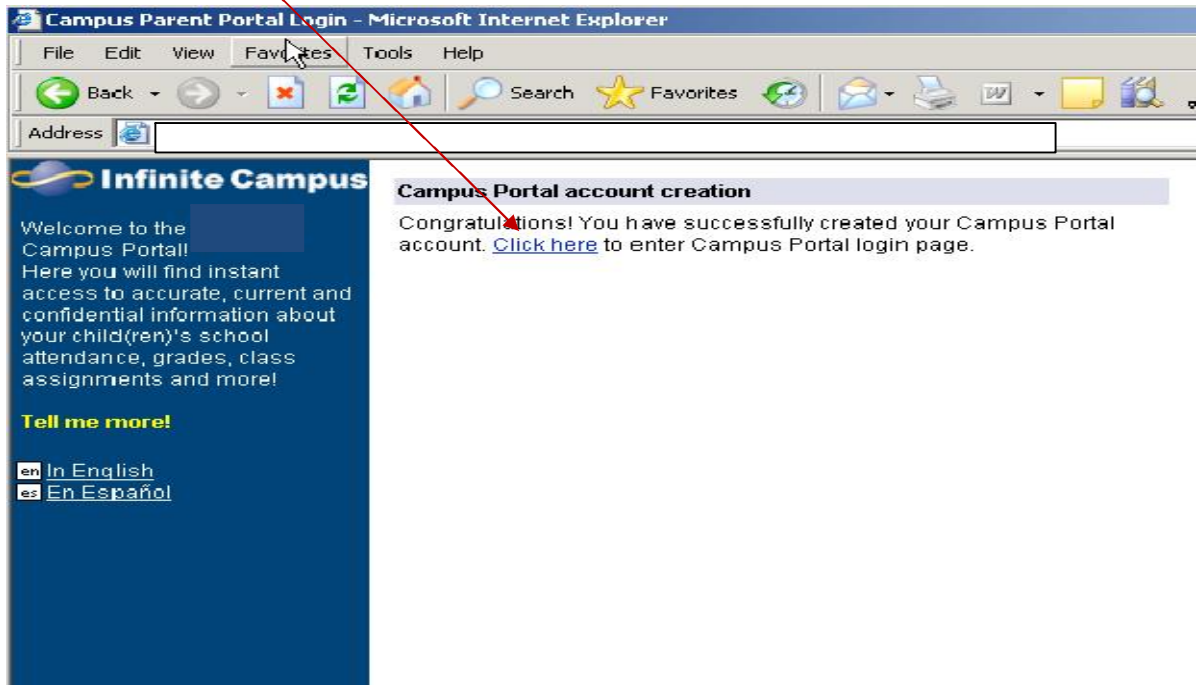 Campus Parent Portal Login - Microsoft Internet Explorer
File Edit View Favorites Tools Help
Back Search Favorites
Address
Infinite Campus
Welcome to the
Campus Portal!
Here you will find instant
access to accurate, current and
confidential information about
your child(ren)'s school
attendance, grades, class
assignments and more!
Tell me more!
en In English
es En Español
Campus Portal account creation
Congratulations! You have successfully created your Campus Portal
account. Click here to enter Campus Portal login page.